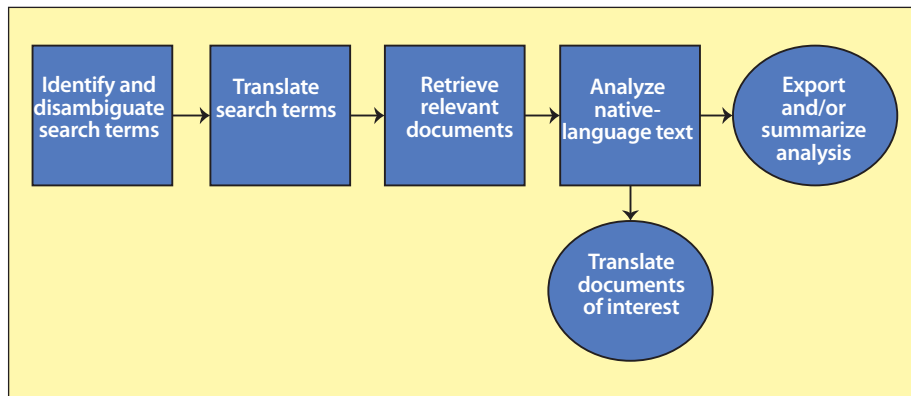 Identify and
disambiguate
search terms
Translate
search terms
Retrieve
relevant
documents
Analyze
native-
language text
Export
and/or
summarize
analysis
Translate
documents
of interest